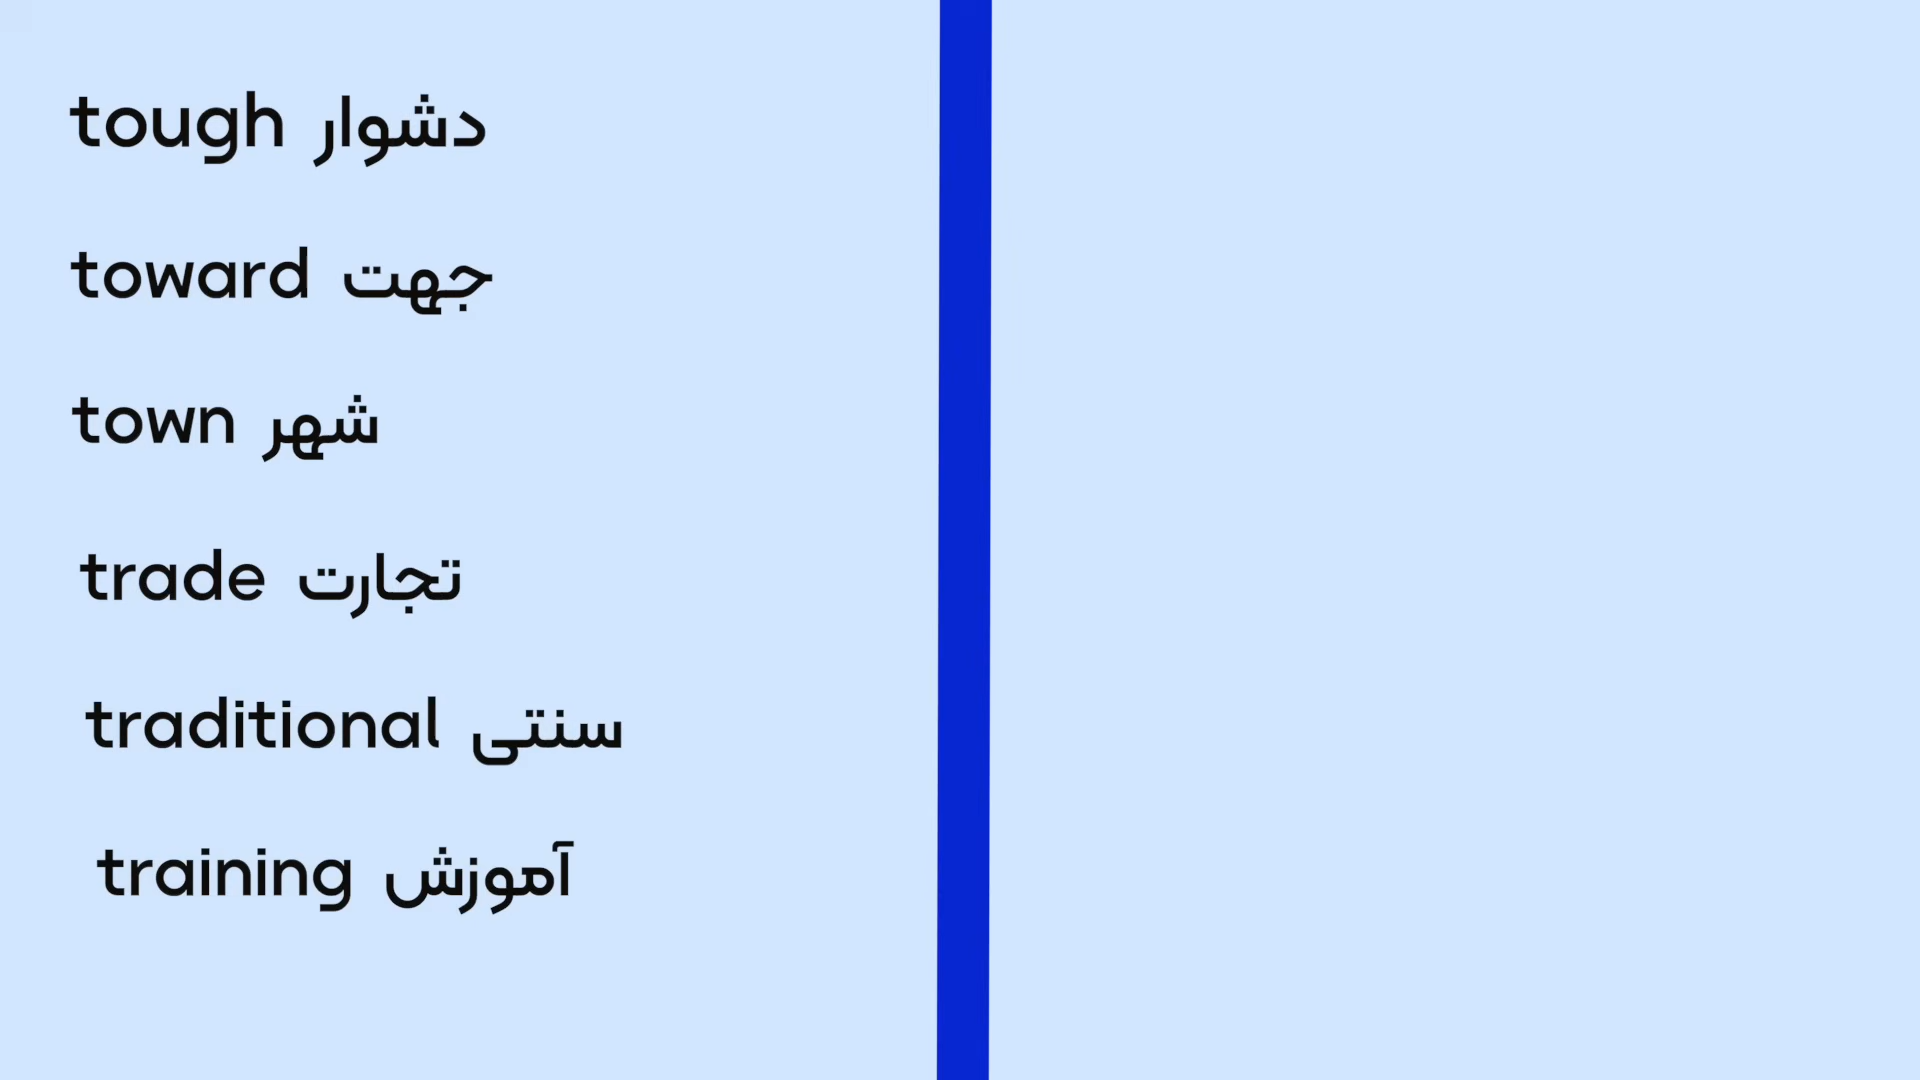 tough دشوار
toward جهت
town شهر
trade تجارت
traditional سنتی
training آموزش